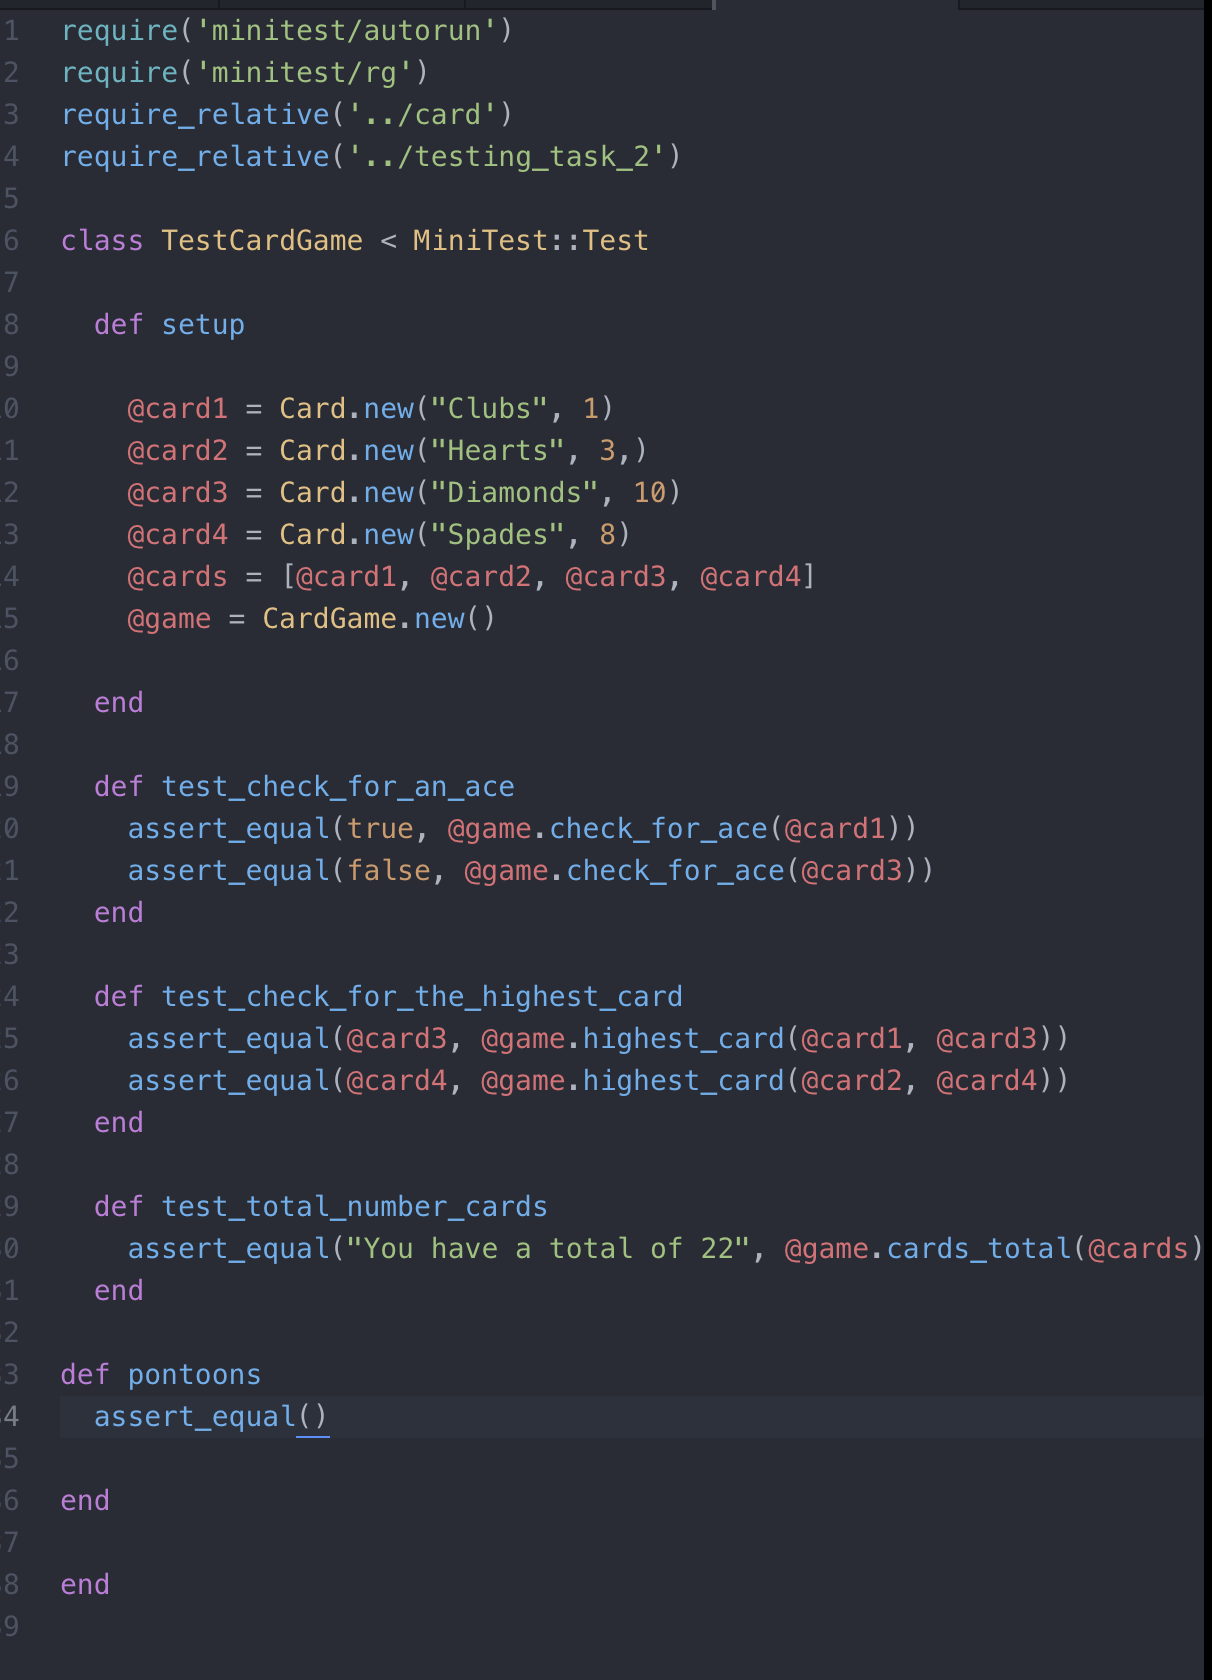 1 require('minitest/autorun')
2 require('minitest/rg')
3 require_relative('../card')
4 require_relative('../testing_task_2')
5
6 class TestCardGame < MiniTest::Test
7
8   def setup
9
0     @card1 = Card.new("Clubs", 1)
1     @card2 = Card.new("Hearts", 3,)
2     @card3 = Card.new("Diamonds", 10)
3     @card4 = Card.new("Spades", 8)
4     @cards = [@card1, @card2, @card3, @card4]
5     @game = CardGame.new()
6
7   end
8
9   def test_check_for_an_ace
0     assert_equal(true, @game.check_for_ace(@card1))
1     assert_equal(false, @game.check_for_ace(@card3))
2   end
3
4   def test_check_for_the_highest_card
5     assert_equal(@card3, @game.highest_card(@card1, @card3))
6     assert_equal(@card4, @game.highest_card(@card2, @card4))
7   end
8
9   def test_total_number_cards
0     assert_equal("You have a total of 22", @game.cards_total(@cards)
1   end
2
3 def pontoons
4   assert_equal()
5
6 end
7
8 end
9